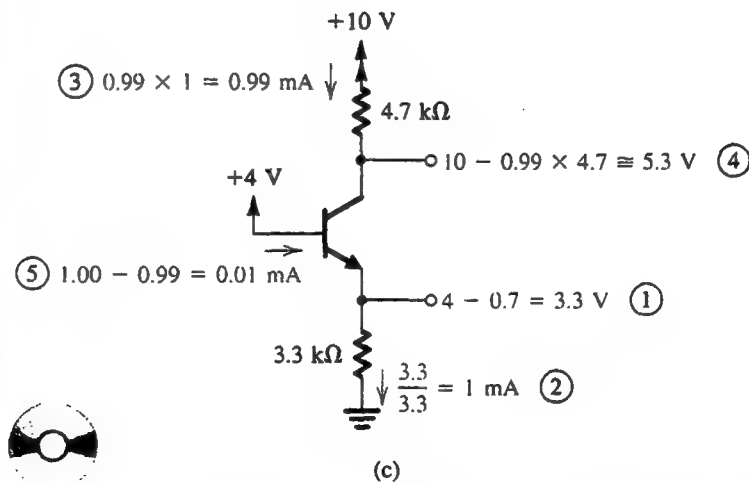 +10 V
③ 0.99 × 1 = 0.99 mA
4.7 kΩ
10 − 0.99 × 4.7 ≅ 5.3 V ④
+4 V
⑤ 1.00 − 0.99 = 0.01 mA
4 − 0.7 = 3.3 V ①
3.3 kΩ
3.3/3.3 = 1 mA ②
(c)